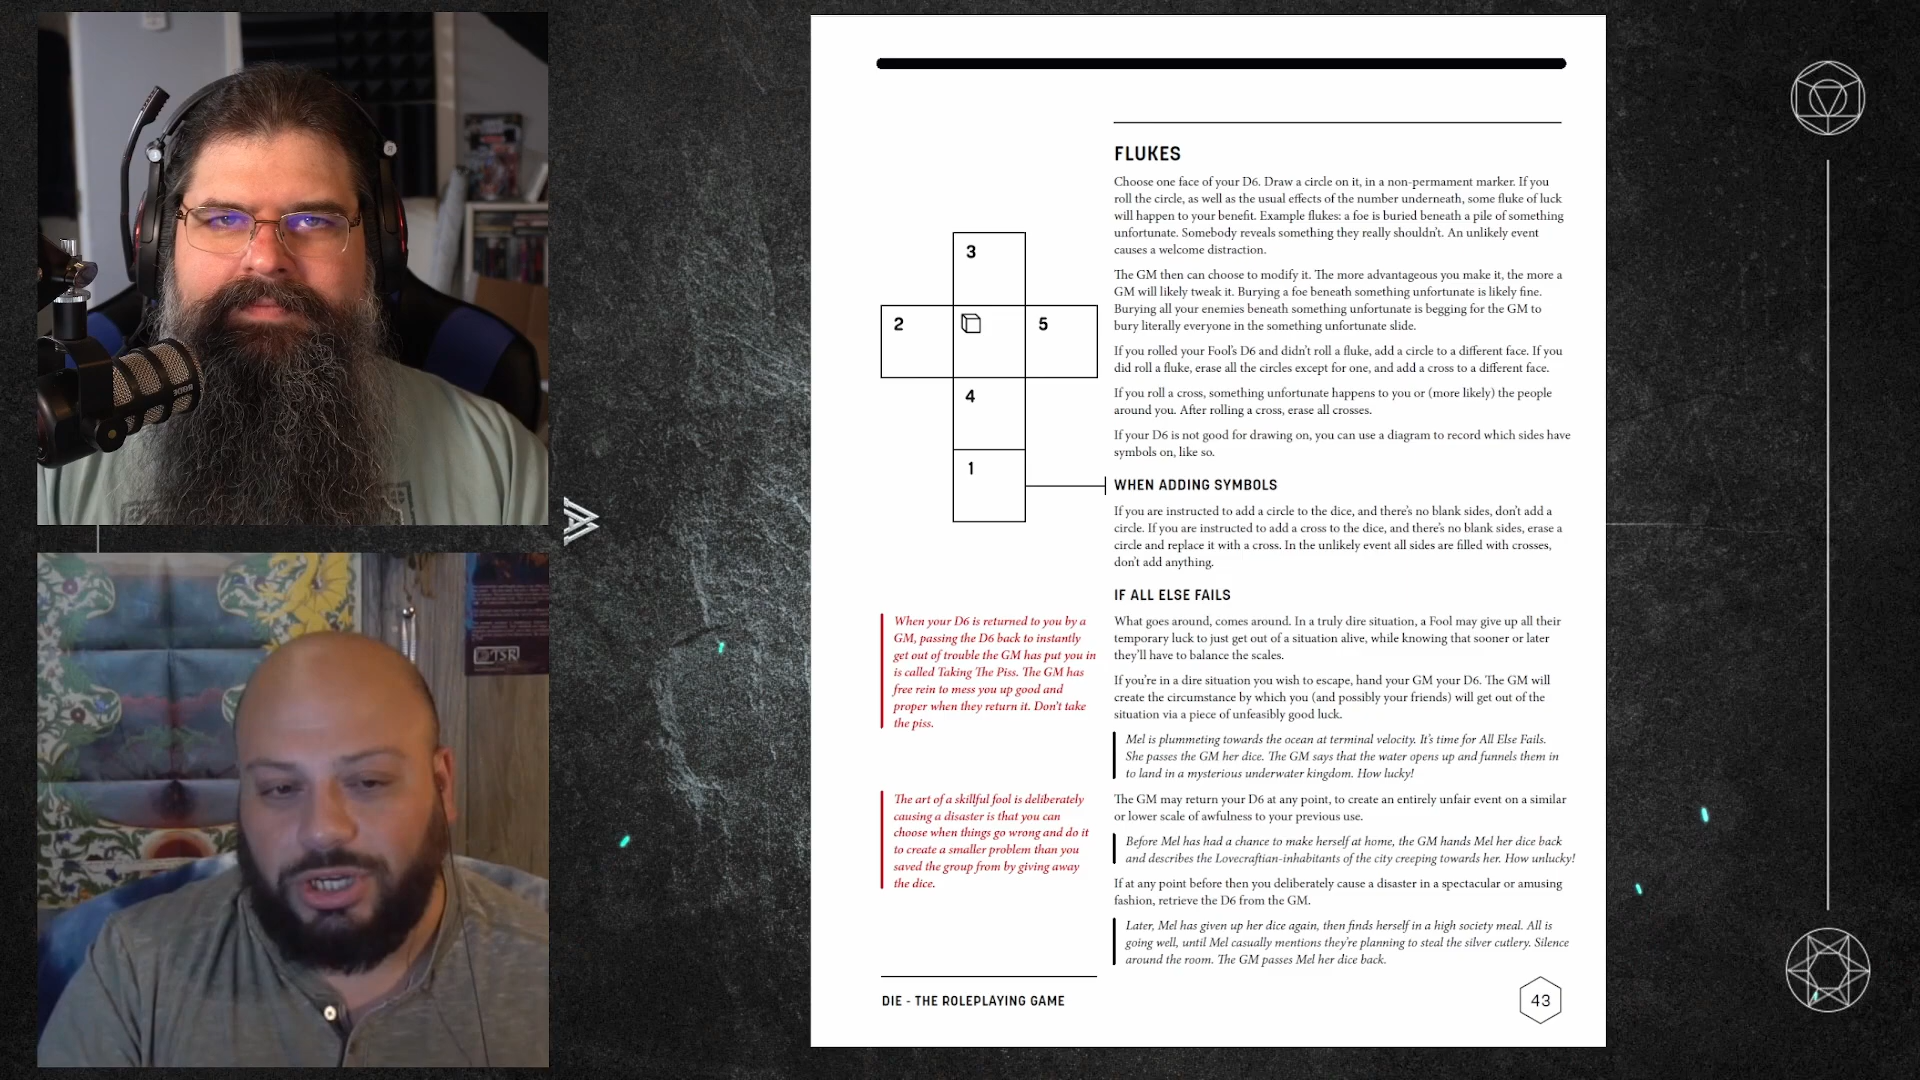 FLUKES
Choose one face of your D6. Draw a circle on it, in a non-permament marker. If you
roll the circle, as well as the usual effects of the number underneath, some fluke of luck
will happen to your benefit. Example flukes: a foe is buried beneath a pile of something
unfortunate. Somebody reveals something they really shouldn't. An unlikely event
causes a welcome distraction.
The GM then can choose to modify it. The more advantageous you make it, the more a
GM will likely tweak it. Burying a foe beneath something unfortunate is likely fine.
Burying all your enemies beneath something unfortunate is begging for the GM to
bury literally everyone in the something unfortunate slide.
If you rolled your Fool's D6 and didn't roll a fluke, add a circle to a different face. If you
did roll a fluke, erase all the circles except for one, and add a cross to a different face.
If you roll a cross, something unfortunate happens to you or (more likely) the people
around you. After rolling a cross, erase all crosses.
If your D6 is not good for drawing on, you can use a diagram to record which sides have
symbols on, like so.
3
2
5
4
1
WHEN ADDING SYMBOLS
If you are instructed to add a circle to the dice, and there's no blank sides, don't add a
circle. If you are instructed to add a cross to the dice, and there's no blank sides, erase a
circle and replace it with a cross. In the unlikely event all sides are filled with crosses,
don't add anything.
IF ALL ELSE FAILS
What goes around, comes around. In a truly dire situation, a Fool may give up all their
temporary luck to just get out of a situation alive, while knowing that sooner or later
they'll have to balance the scales.
If you're in a dire situation you wish to escape, hand your GM your D6. The GM will
create the circumstance by which you (and possibly your friends) will get out of the
situation via a piece of unfeasibly good luck.
Mel is plummeting towards the ocean at terminal velocity. It's time for All Else Fails.
She passes the GM her dice. The GM says that the water opens up and funnels them in
to land in a mysterious underwater kingdom. How lucky!
The GM may return your D6 at any point, to create an entirely unfair event on a similar
or lower scale of awfulness to your previous use.
Before Mel has had a chance to make herself at home, the GM hands Mel her dice back
and describes the Lovecraftian-inhabitants of the city creeping towards her. How unlucky!
If at any point before then you deliberately cause a disaster in a spectacular or amusing
fashion, retrieve the D6 from the GM.
Later, Mel has given up her dice again, then finds herself in a high society meal. All is
going well, until Mel casually mentions they're planning to steal the silver cutlery. Silence
around the room. The GM passes Mel her dice back.
When your D6 is returned to you by a
GM, passing the D6 back to instantly
get out of trouble the GM has put you in
is called Taking The Piss. The GM has
free rein to mess you up good and
proper when they return it. Don't take
the piss.
The art of a skillful fool is deliberately
causing a disaster is that you can
choose when things go wrong and do it
to create a smaller problem than you
saved the group from by giving away
the dice.
DIE - THE ROLEPLAYING GAME
43
TSR
RODE